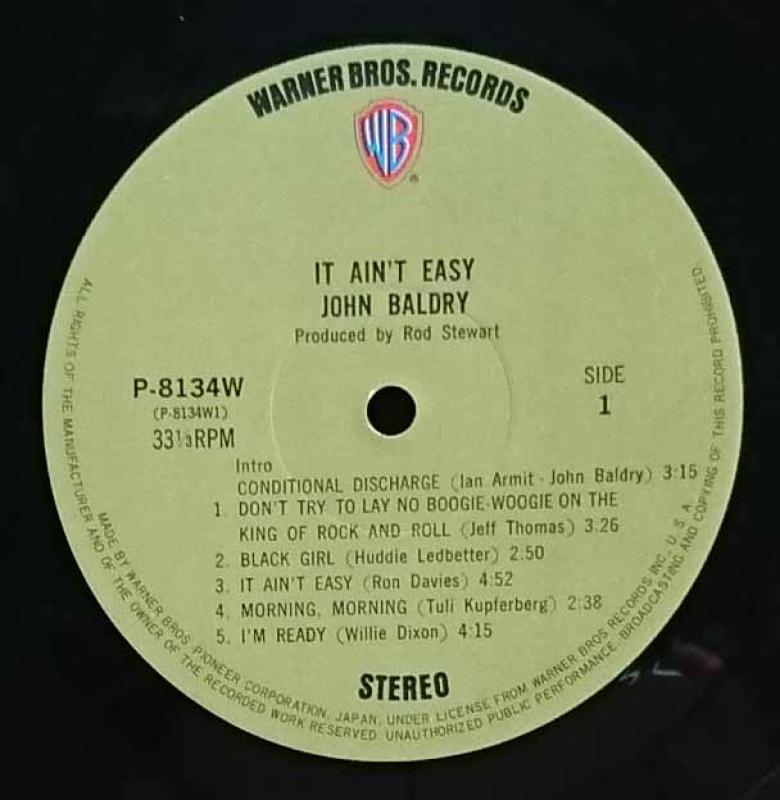 WARNER BROS. RECORDS
WB
®
IT AIN'T EASY
JOHN BALDRY
Produced by Rod Stewart
P-8134W
(P-8134W1)
33⅓RPM
SIDE
1
Intro
CONDITIONAL DISCHARGE (Ian Armit · John Baldry) 3:15
1. DON'T TRY TO LAY NO BOOGIE-WOOGIE ON THE
KING OF ROCK AND ROLL (Jeff Thomas) 3.26
2. BLACK GIRL (Huddie Ledbetter) 2:50
3. IT AIN'T EASY (Ron Davies) 4:52
4. MORNING, MORNING (Tuli Kupferberg) 2:38
5. I'M READY (Willie Dixon) 4:15
STEREO
MADE BY WARNER BROS. PIONEER CORPORATION, JAPAN, UNDER LICENSE FROM WARNER BROS RECORDS INC., U.S.A
ALL RIGHTS OF THE MANUFACTURER AND OF THE OWNER OF THE RECORDED WORK RESERVED. UNAUTHORIZED PUBLIC PERFORMANCE, BROADCASTING AND COPYING OF THIS RECORD PROHIBITED.